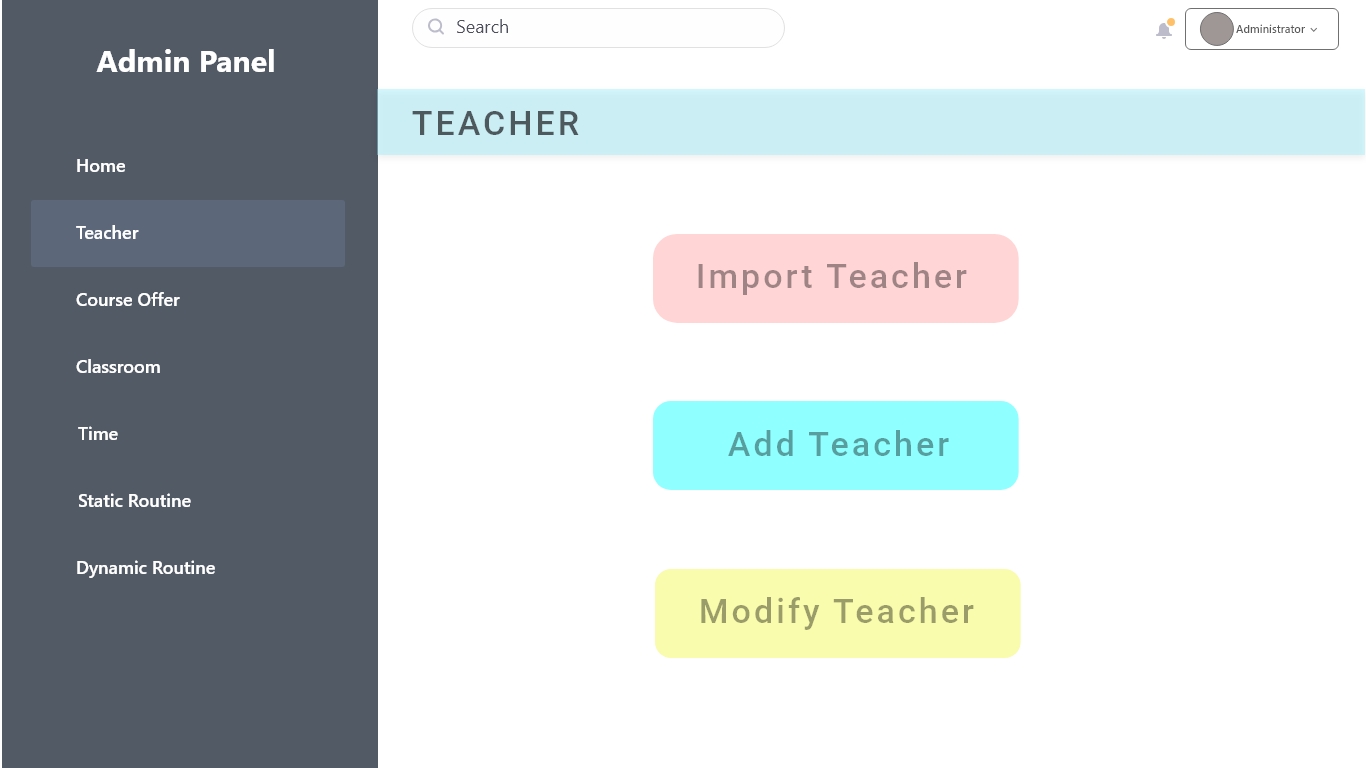 Admin Panel
Home
Teacher
Course Offer
Classroom
Time
Static Routine
Dynamic Routine
Search
Administrator
TEACHER
Import Teacher
Add Teacher
Modify Teacher